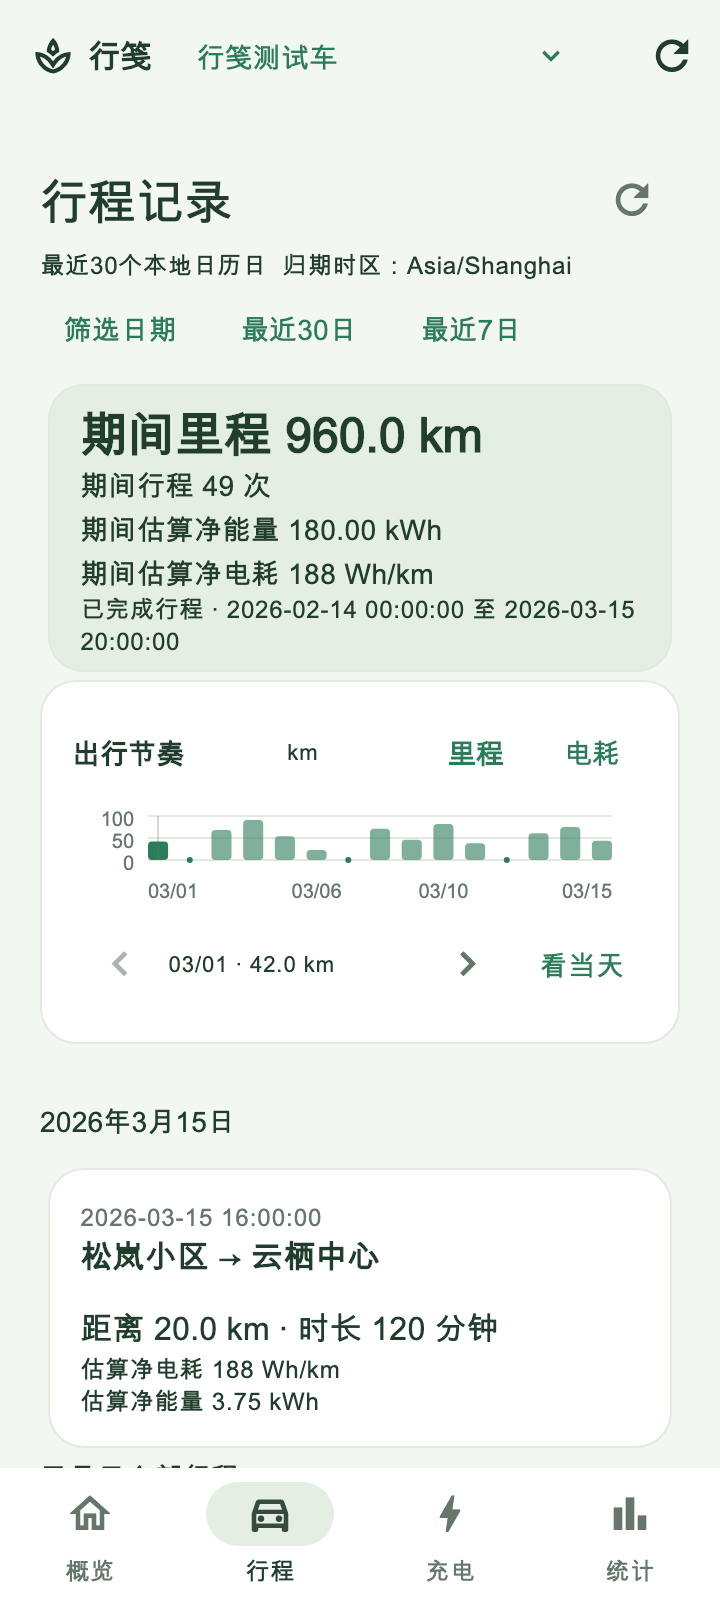 行笺 行笺测试车
行程记录
最近30个本地日历日 归期时区：Asia/Shanghai
筛选日期 最近30日 最近7日
期间里程 960.0 km
期间行程 49 次
期间估算净能量 180.00 kWh
期间估算净电耗 188 Wh/km
已完成行程 · 2026-02-14 00:00:00 至 2026-03-15
20:00:00
出行节奏 km 里程 电耗
100
50
0
03/01 03/06 03/10 03/15
03/01 · 42.0 km 看当天
2026年3月15日
2026-03-15 16:00:00
松岚小区 → 云栖中心
距离 20.0 km · 时长 120 分钟
估算净电耗 188 Wh/km
估算净能量 3.75 kWh
概览 行程 充电 统计